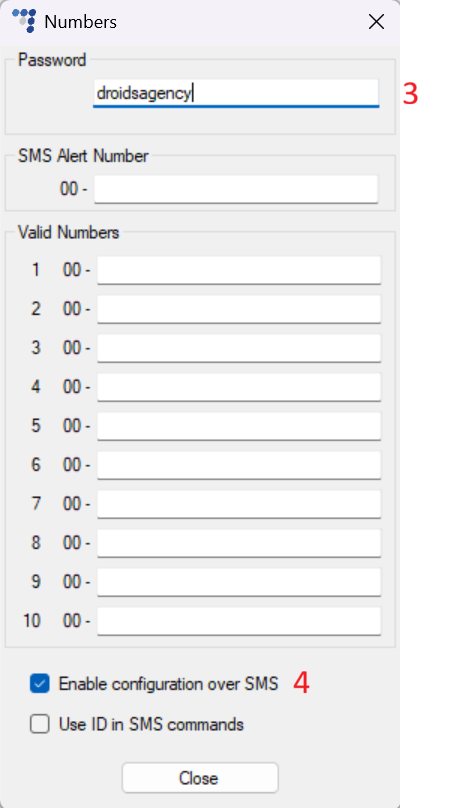 Numbers
Password
droidsagency
3
SMS Alert Number
00 -
Valid Numbers
1 00 -
2 00 -
3 00 -
4 00 -
5 00 -
6 00 -
7 00 -
8 00 -
9 00 -
10 00 -
Enable configuration over SMS 4
Use ID in SMS commands
Close